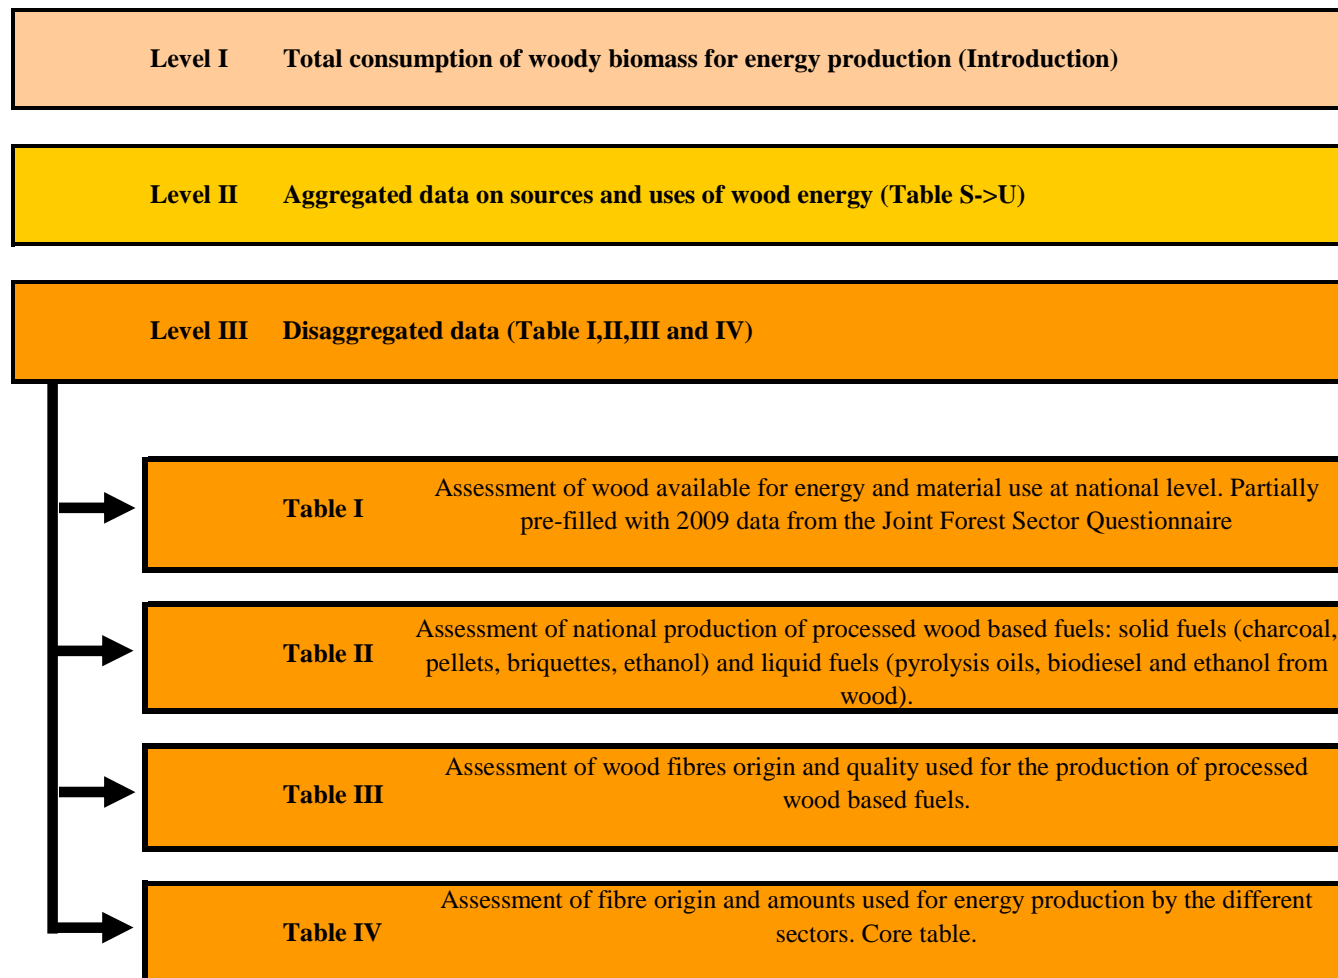 Level I Total consumption of woody biomass for energy production (Introduction)
Level II Aggregated data on sources and uses of wood energy (Table S->U)
Level III Disaggregated data (Table I,II,III and IV)
Table I
Assessment of wood available for energy and material use at national level. Partially
pre-filled with 2009 data from the Joint Forest Sector Questionnaire
Table II
Assessment of national production of processed wood based fuels: solid fuels (charcoal,
pellets, briquettes, ethanol) and liquid fuels (pyrolysis oils, biodiesel and ethanol from
wood).
Table III
Assessment of wood fibres origin and quality used for the production of processed
wood based fuels.
Table IV
Assessment of fibre origin and amounts used for energy production by the different
sectors. Core table.